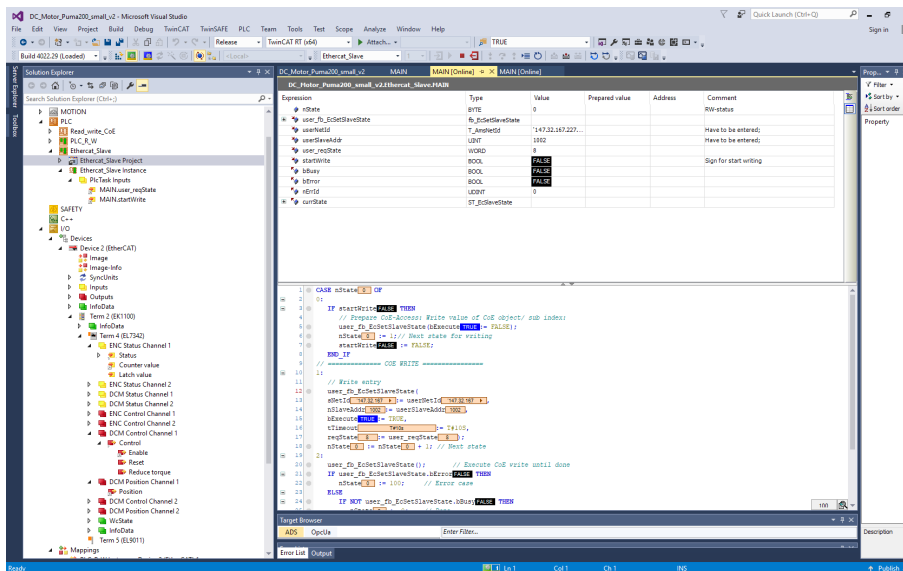 DC_Motor_Puma200_small_v2 - Microsoft Visual Studio
Quick Launch (Ctrl+Q)
File Edit View Project Build Debug TwinCAT TwinSAFE PLC Team Tools Test Scope Analyze Window Help
Sign in
Release TwinCAT RT (x64) Attach... TRUE
Build 4022.29 (Loaded) <Local> Ethercat_Slave
Server Explorer
Toolbox
Solution Explorer
Search Solution Explorer (Ctrl+;)
MOTION
PLC
Read_write_CoE
PLC_R_W
Ethercat_Slave
Ethercat_Slave Project
Ethercat_Slave Instance
PlcTask Inputs
MAIN.user_reqState
MAIN.startWrite
SAFETY
C++
I/O
Devices
Device 2 (EtherCAT)
Image
Image-Info
SyncUnits
Inputs
Outputs
InfoData
Term 2 (EK1100)
InfoData
Term 4 (EL7342)
ENC Status Channel 1
Status
Counter value
Latch value
ENC Status Channel 2
DCM Status Channel 1
DCM Status Channel 2
ENC Control Channel 1
ENC Control Channel 2
DCM Control Channel 1
Control
Enable
Reset
Reduce torque
DCM Position Channel 1
Position
DCM Control Channel 2
DCM Position Channel 2
WcState
InfoData
Term 5 (EL9011)
Mappings
DC_Motor_Puma200_small_v2 MAIN MAIN [Online] MAIN [Online]
DC_Motor_Puma200_small_v2.Ethercat_Slave.MAIN
Expression Type Value Prepared value Address Comment
nState BYTE 0 RW-status
user_fb_EcSetSlaveState fb_EcSetSlaveState
userNetId T_AmsNetId '147.32.167.227... Have to be entered;
userSlaveAddr UINT 1002 Have to be entered;
user_reqState WORD 8
startWrite BOOL FALSE Sign for start writing
bBusy BOOL FALSE
bError BOOL FALSE
nErrId UDINT 0
currState ST_EcSlaveState
1 CASE nState 0 OF
2 0:
3 IF startWrite FALSE THEN
4 // Prepare CoE-Access: Write value of CoE object/ sub index:
5 user_fb_EcSetSlaveState(bExecute TRUE := FALSE);
6 nState 0 := 1;// Next state for writing
7 startWrite FALSE := FALSE;
8 END_IF
9 // ============== COE WRITE ================
10 1:
11 // Write entry
12 user_fb_EcSetSlaveState(
13 sNetId '147.32.167 := userNetId '147.32.167 ,
14 nSlaveAddr 1002 := userSlaveAddr 1002 ,
15 bExecute TRUE := TRUE,
16 tTimeout T#10s := T#10S,
17 reqState 8 := user_reqState 8 );
18 nState 0 := nState 0 + 1; // Next state
19 2:
20 user_fb_EcSetSlaveState(); // Execute CoE write until done
21 IF user_fb_EcSetSlaveState.bError FALSE THEN
22 nState 0 := 100; // Error case
23 ELSE
24 IF NOT user_fb_EcSetSlaveState.bBusy FALSE THEN
100
Target Browser
ADS OpcUa Enter Filter...
Error List Output
Prop...
Filter
Sort by
Sort order
Property
Description
Ready
Ln 1 Col 1 Ch 1 INS
Publish